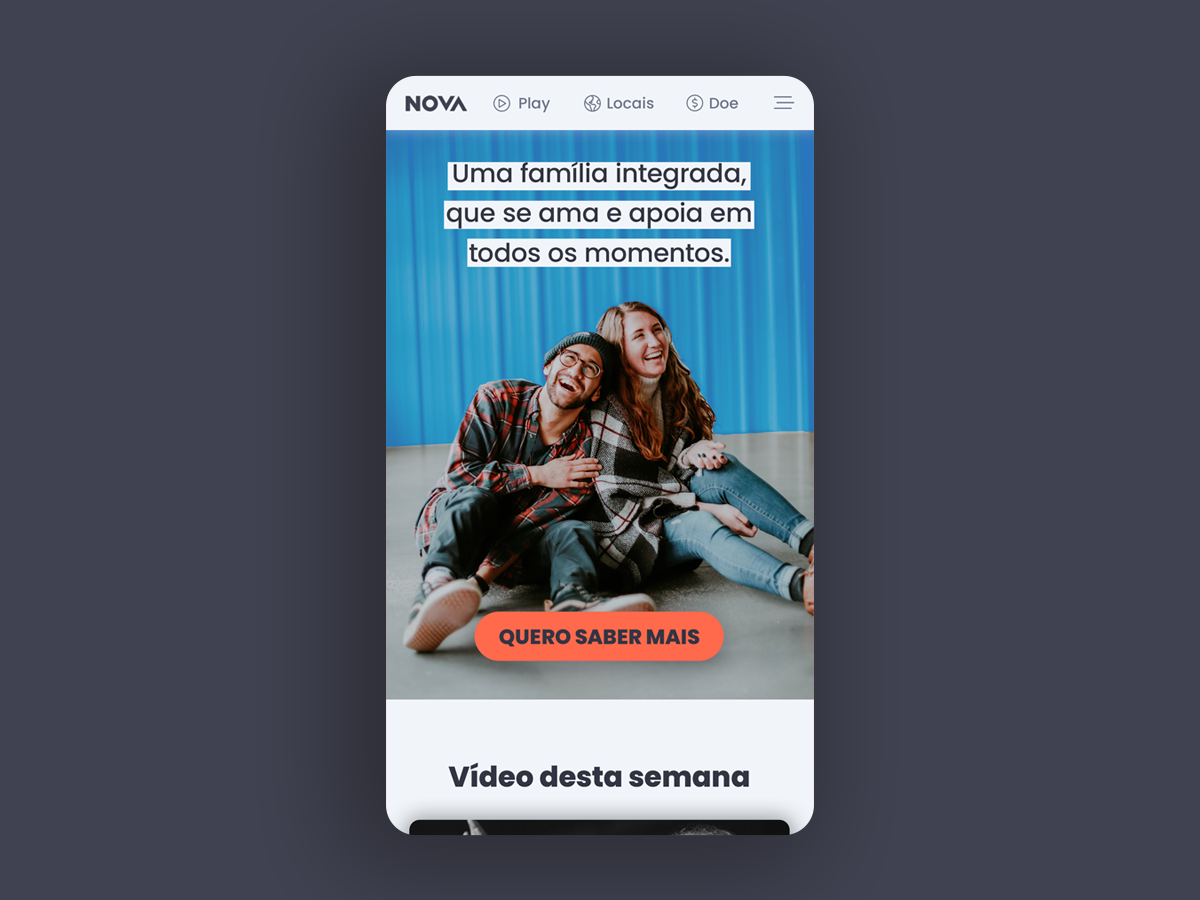 NOVA Play Locais Doe
Uma família integrada,
que se ama e apoia em
todos os momentos.
QUERO SABER MAIS
Vídeo desta semana